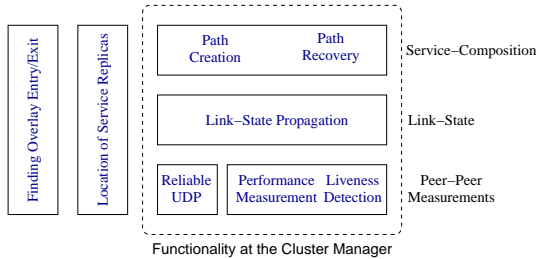 Finding Overlay Entry/Exit
Location of Service Replicas
Path
Creation
Path
Recovery
Service−Composition
Link−State Propagation
Link−State
Reliable
UDP
Performance
Measurement
Liveness
Detection
Peer−Peer
Measurements
Functionality at the Cluster Manager